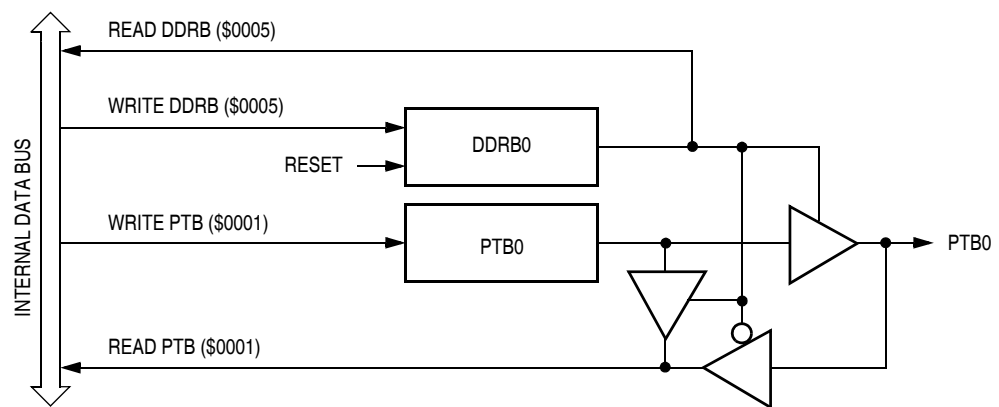 READ DDRB ($0005)
WRITE DDRB ($0005)
DDRB0
RESET
INTERNAL DATA BUS
WRITE PTB ($0001)
PTB0
PTB0
READ PTB ($0001)